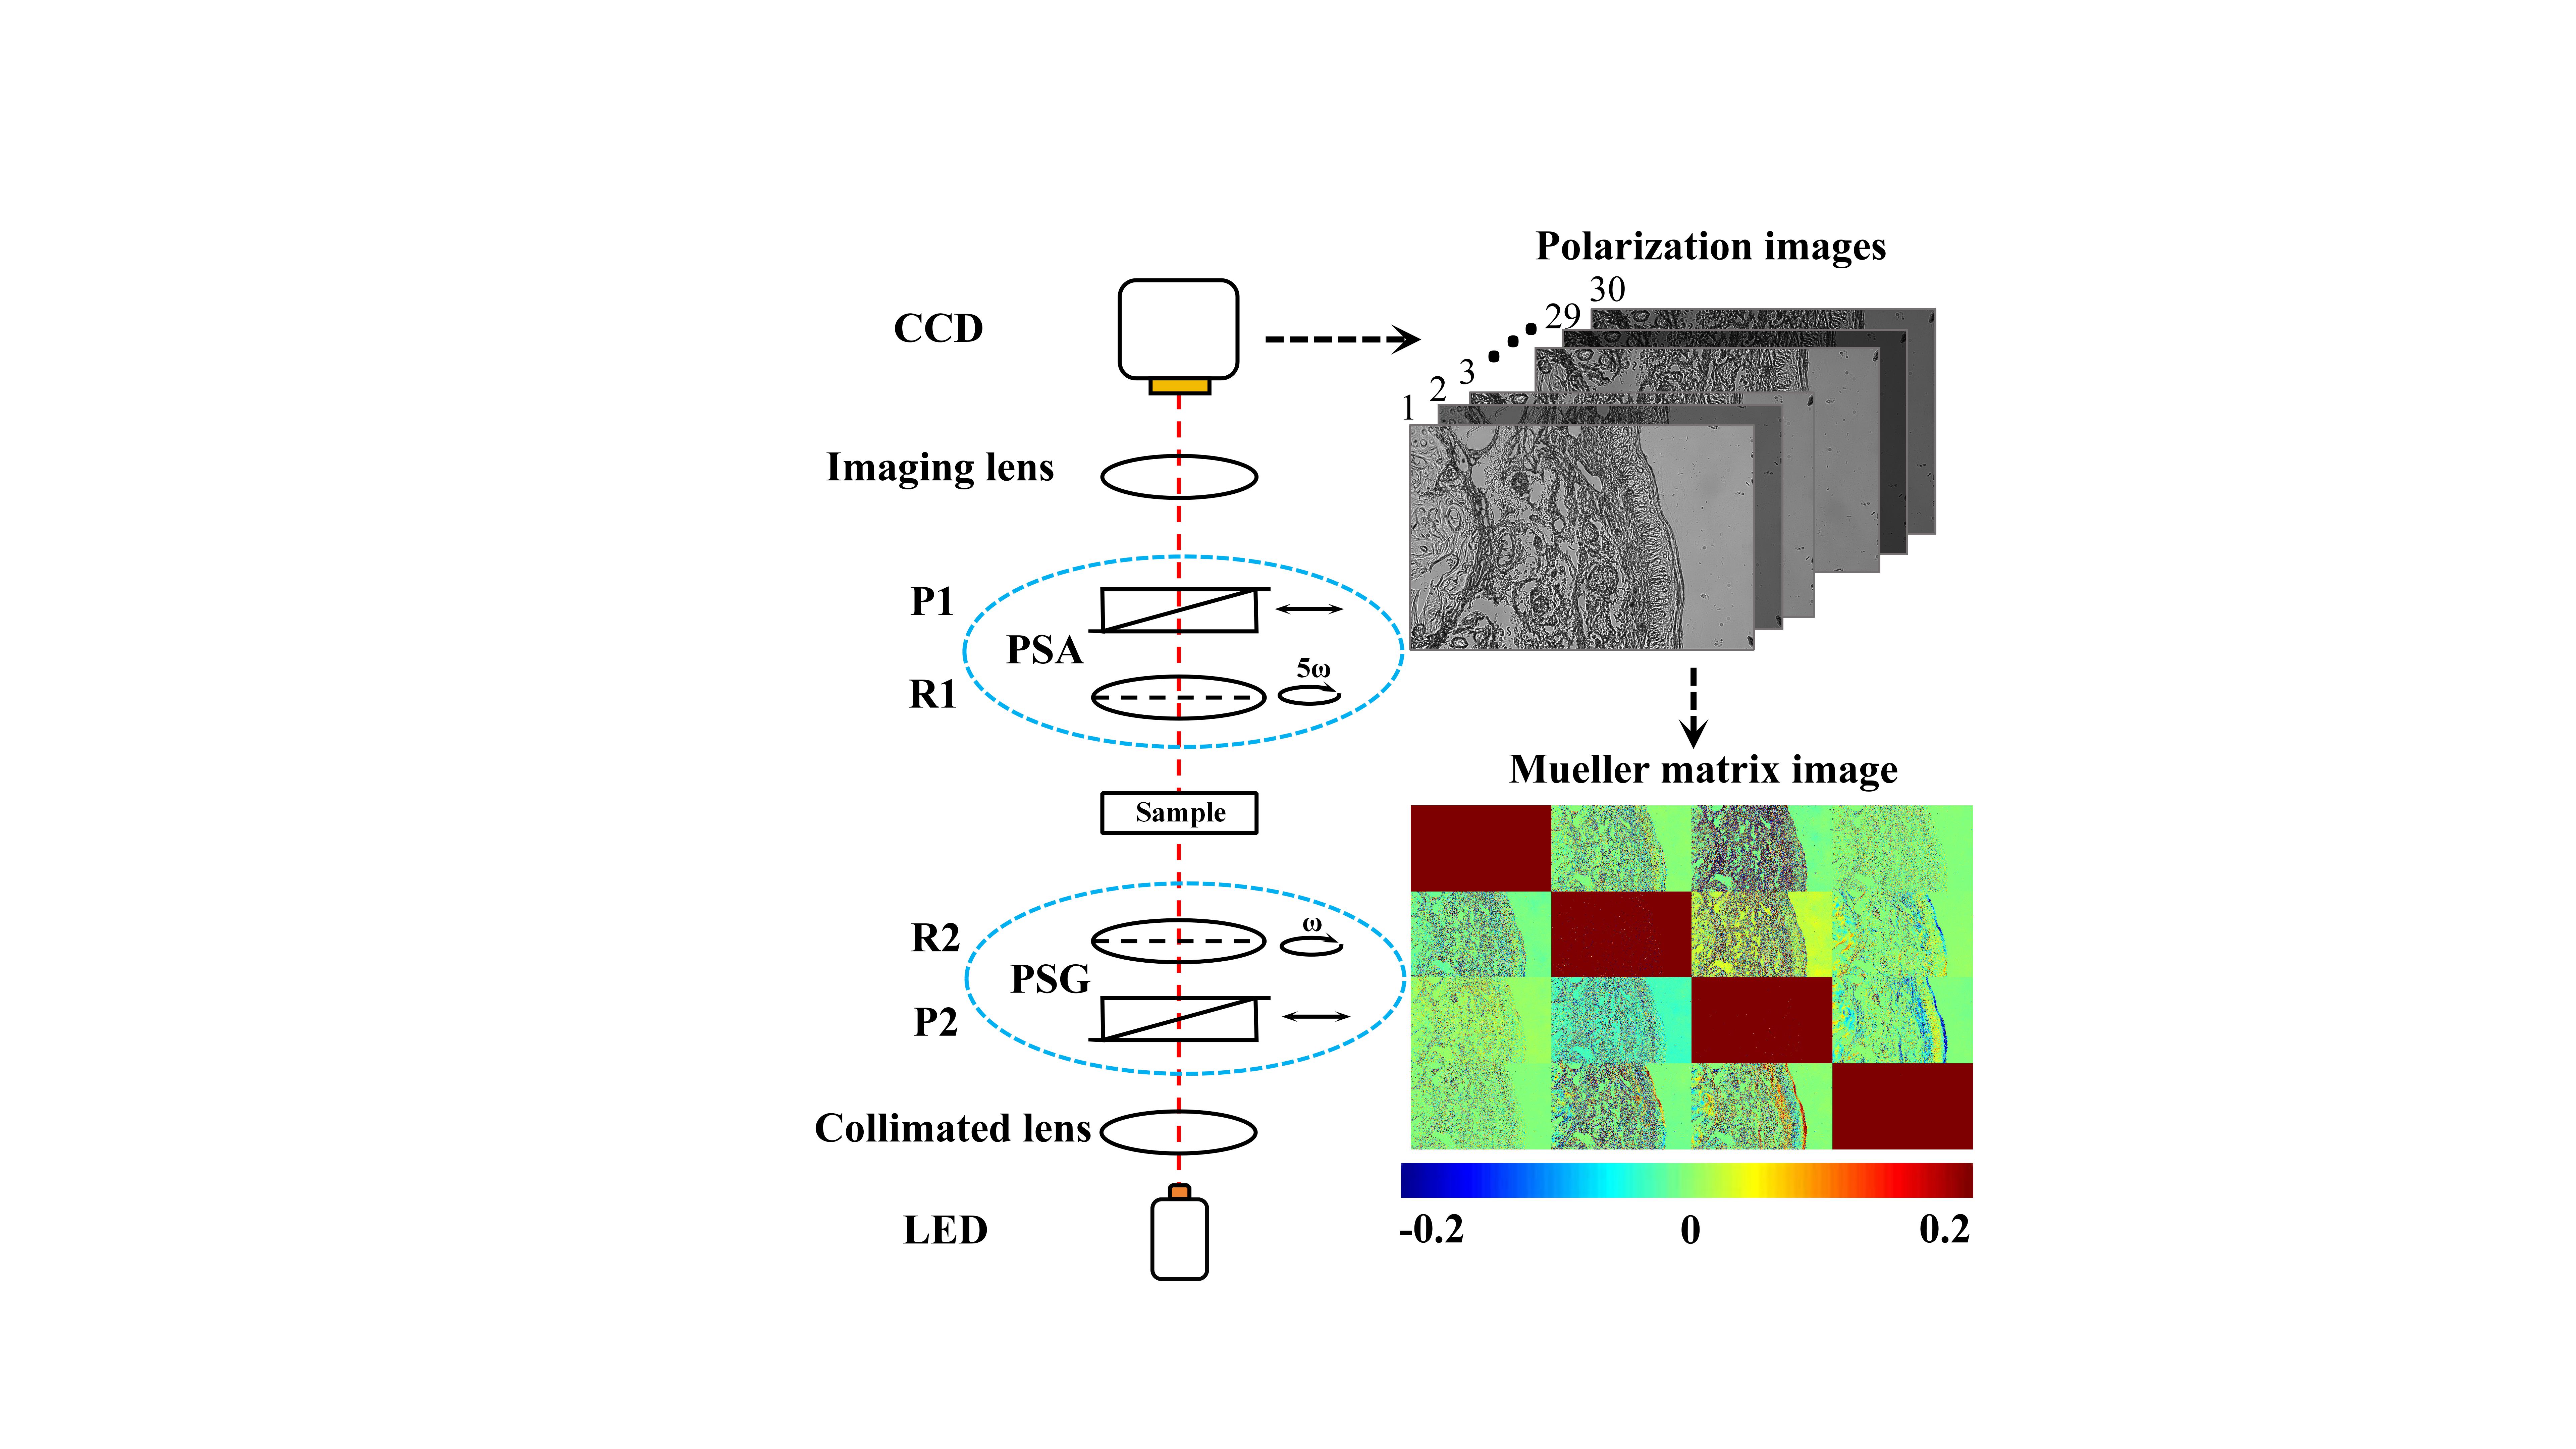 CCD
Imaging lens
P1
PSA
R1
5ω
Sample
R2
ω
PSG
P2
Collimated lens
LED
Polarization images
30
29
3
2
1
Mueller matrix image
-0.2 0 0.2